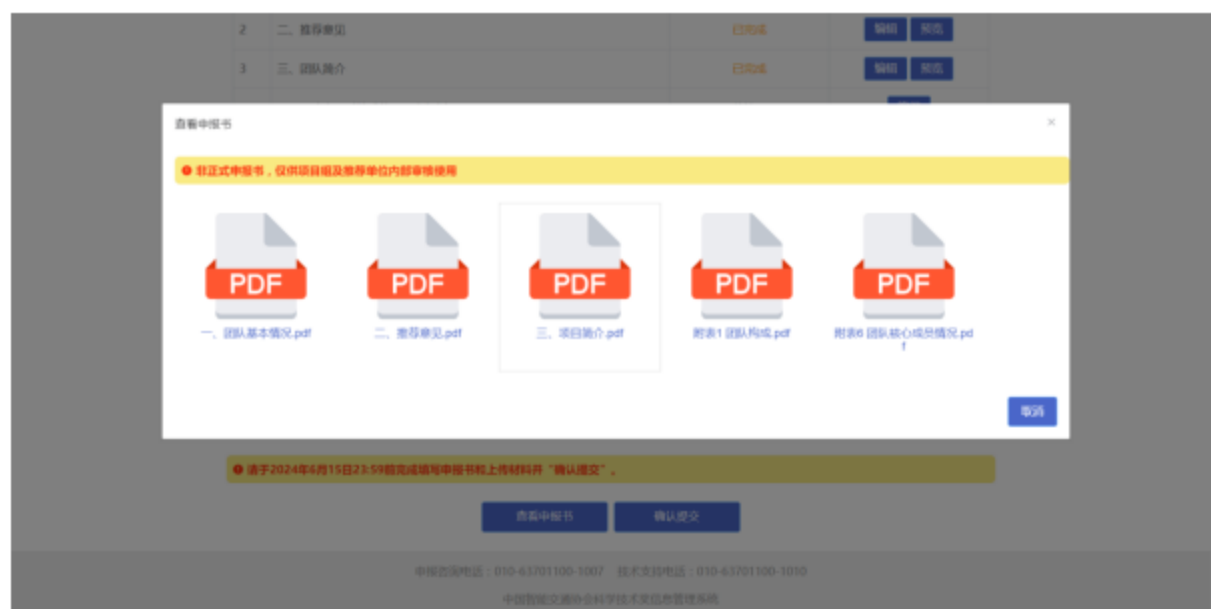 2 二、推荐意见 已完成 编辑 预览
3 三、团队简介 已完成 编辑 预览
查看申报书 ×
非正式申报书，仅供项目组及推荐单位内部审核使用
PDF PDF PDF PDF PDF
一、团队基本情况.pdf 二、推荐意见.pdf 三、项目简介.pdf 附表1 团队构成.pdf 附表6 团队核心成员情况.pd
f
取消
请于2024年6月15日23:59前完成填写申报书和上传材料并“确认提交”。
查看申报书 确认提交
申报咨询电话：010-63701100-1007 技术支持电话：010-63701100-1010
中国智能交通协会科学技术奖信息管理系统